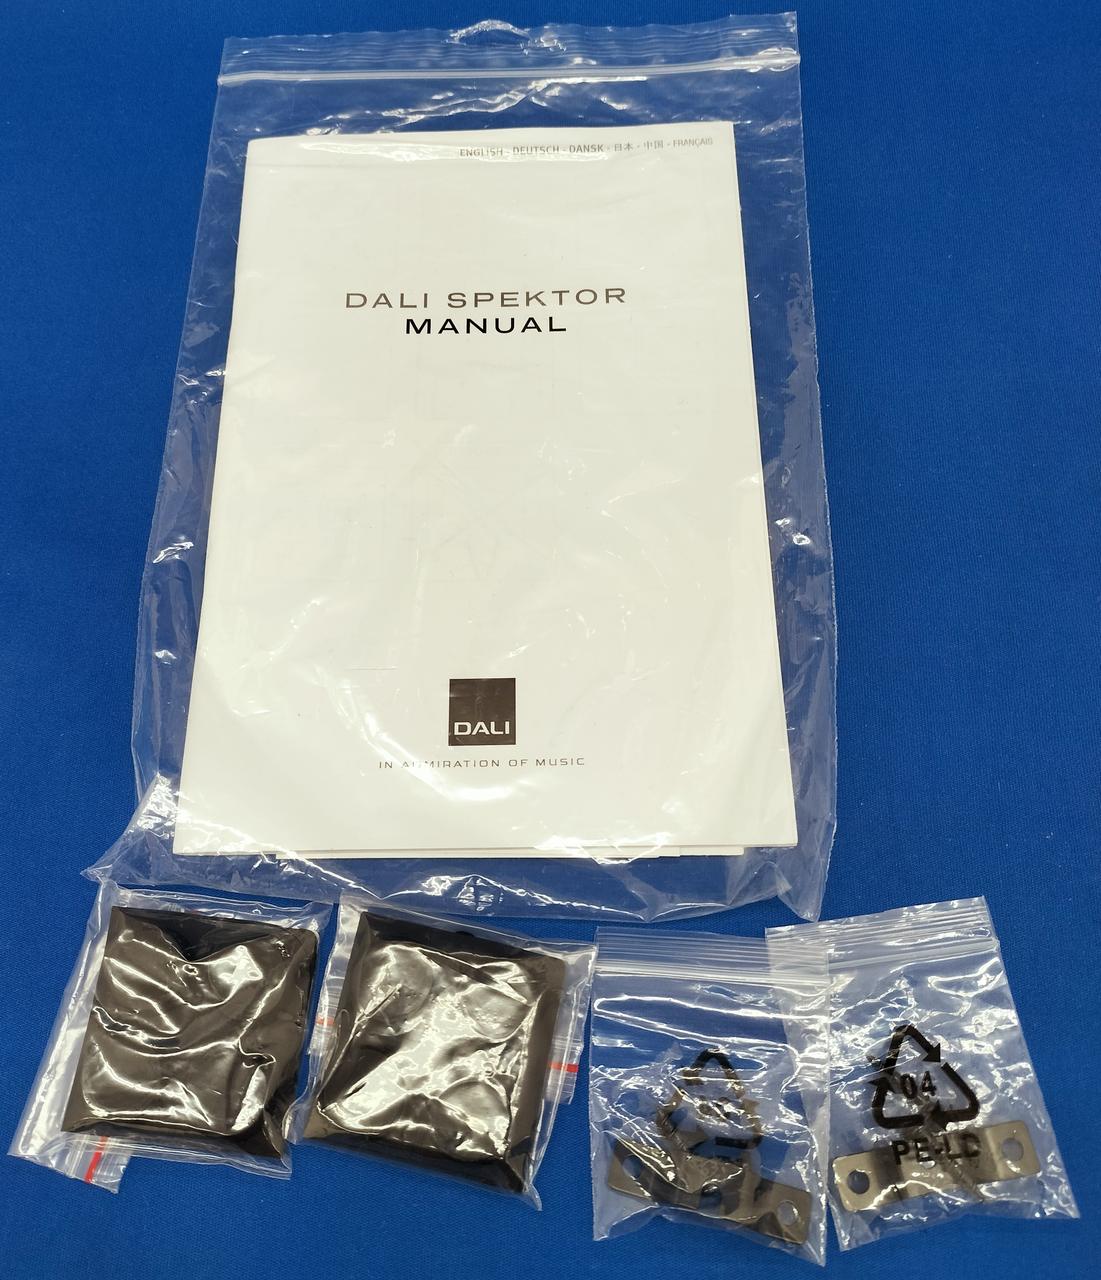 ENGLISH - DEUTSCH - DANSK - 日本 - 中国 - FRANÇAIS
DALI SPEKTOR
MANUAL
DALI
IN ADMIRATION OF MUSIC
04
PE-LD